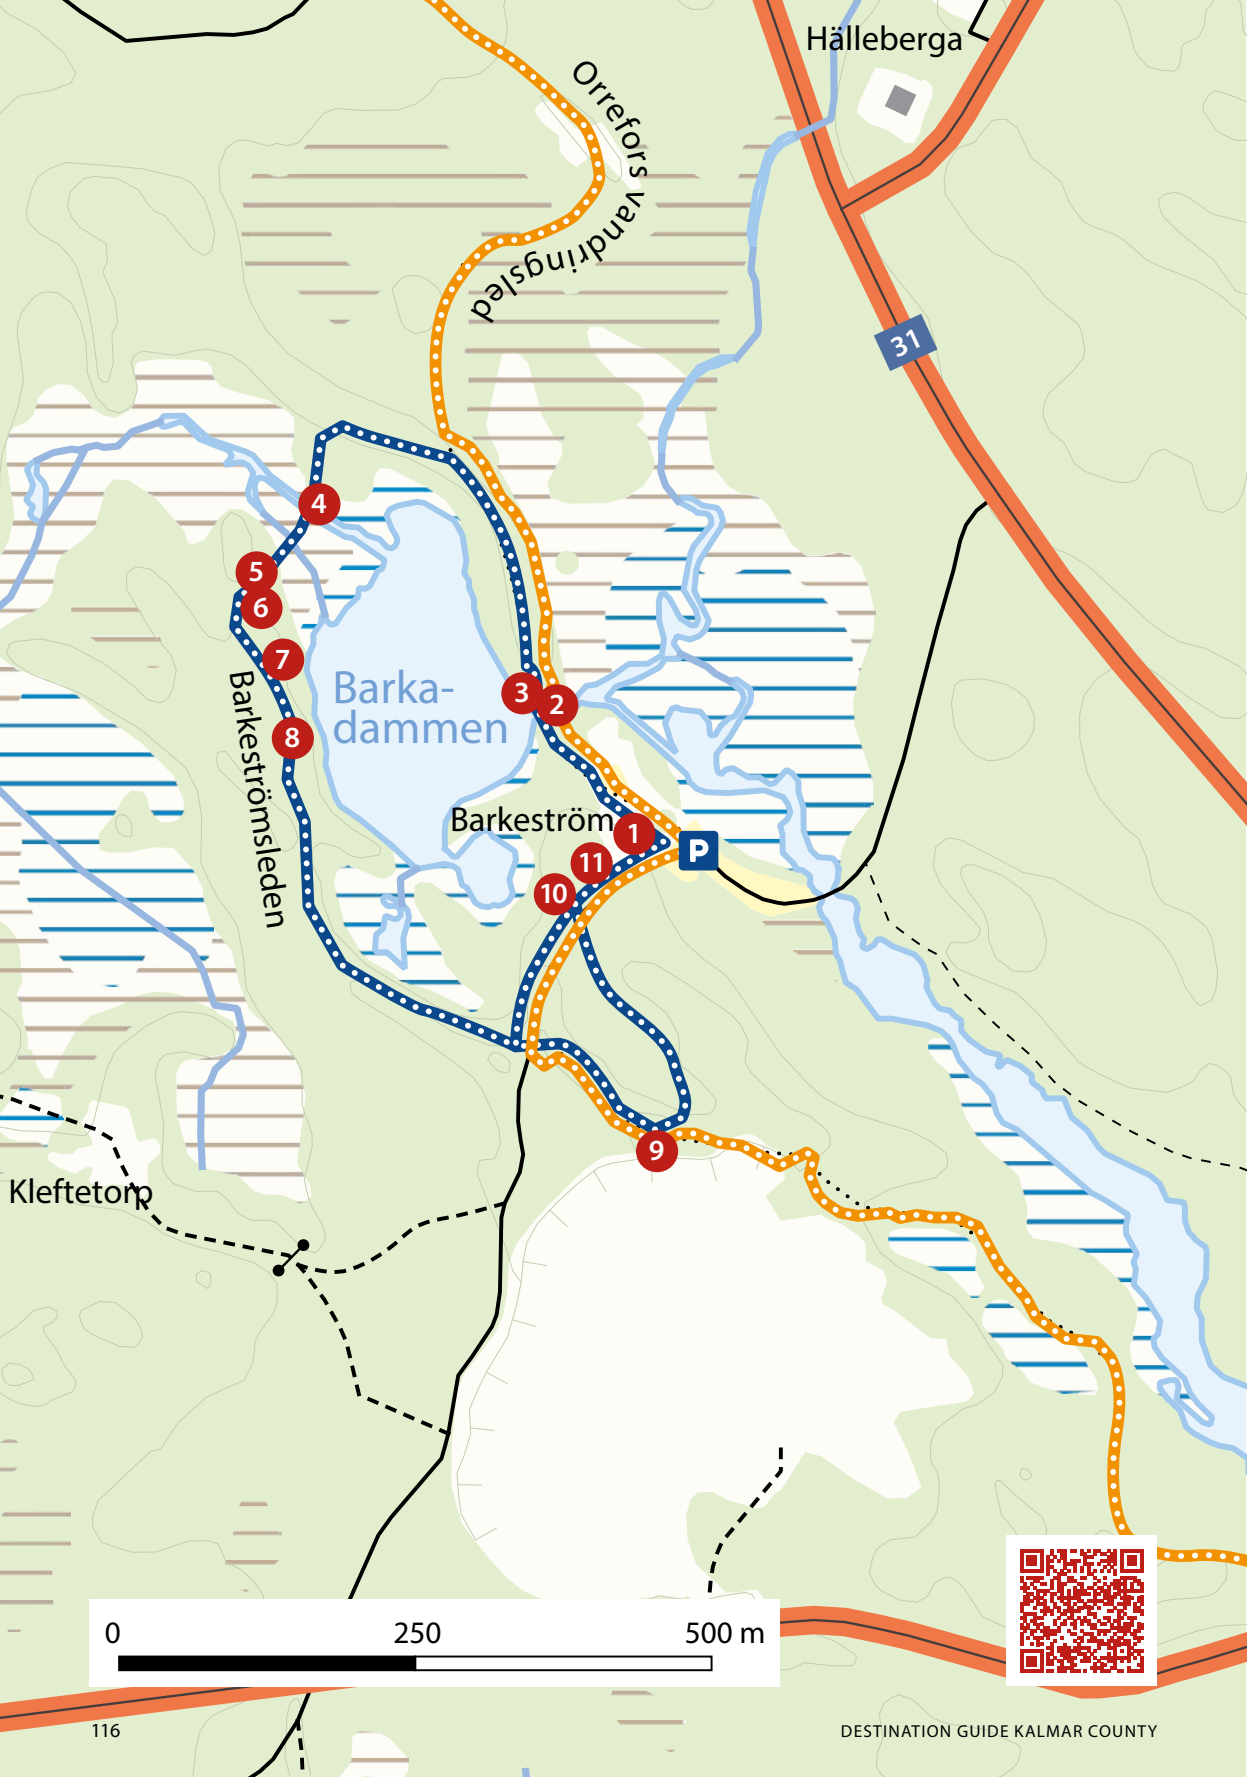 Hälleberga
Orrefors vandringsled
31
4
5
6
7
3
2
8
Barka-
dammen
Barkeströmsleden
Barkeström
1
P
11
10
9
Kleftetorp
0 250 500 m
116
DESTINATION GUIDE KALMAR COUNTY